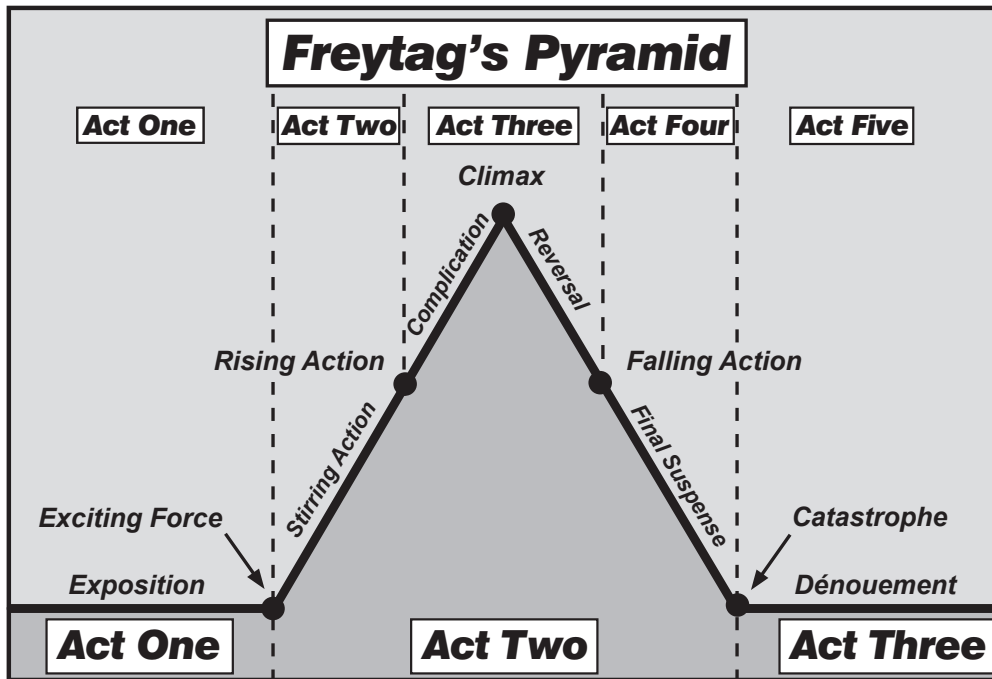 Freytag's Pyramid
Act One
Act Two
Act Three
Act Four
Act Five
Climax
Complication
Reversal
Rising Action
Falling Action
Stirring Action
Final Suspense
Exciting Force
Catastrophe
Exposition
Dénouement
Act One
Act Two
Act Three